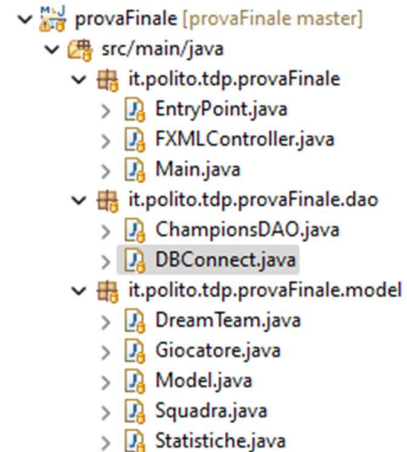 provaFinale [provaFinale master]
src/main/java
it.polito.tdp.provaFinale
EntryPoint.java
FXMLController.java
Main.java
it.polito.tdp.provaFinale.dao
ChampionsDAO.java
DBConnect.java
it.polito.tdp.provaFinale.model
DreamTeam.java
Giocatore.java
Model.java
Squadra.java
Statistiche.java